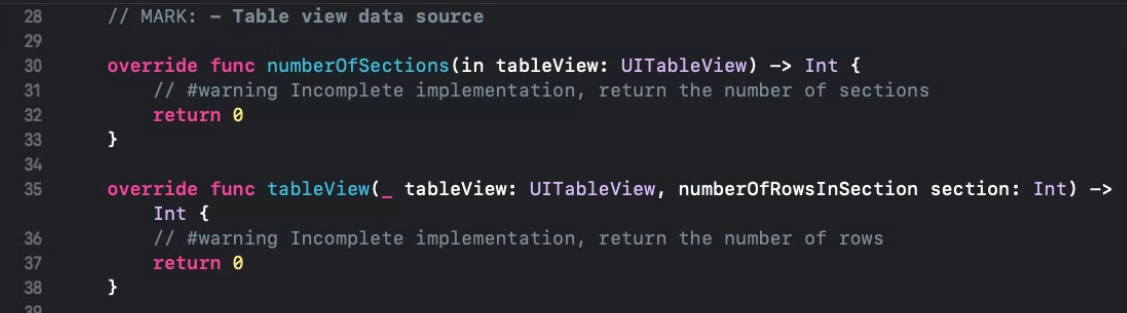 28 // MARK: - Table view data source
29
30 override func numberOfSections(in tableView: UITableView) -> Int {
31 // #warning Incomplete implementation, return the number of sections
32 return 0
33 }
34
35 override func tableView(_ tableView: UITableView, numberOfRowsInSection section: Int) ->
Int {
36 // #warning Incomplete implementation, return the number of rows
37 return 0
38 }
39